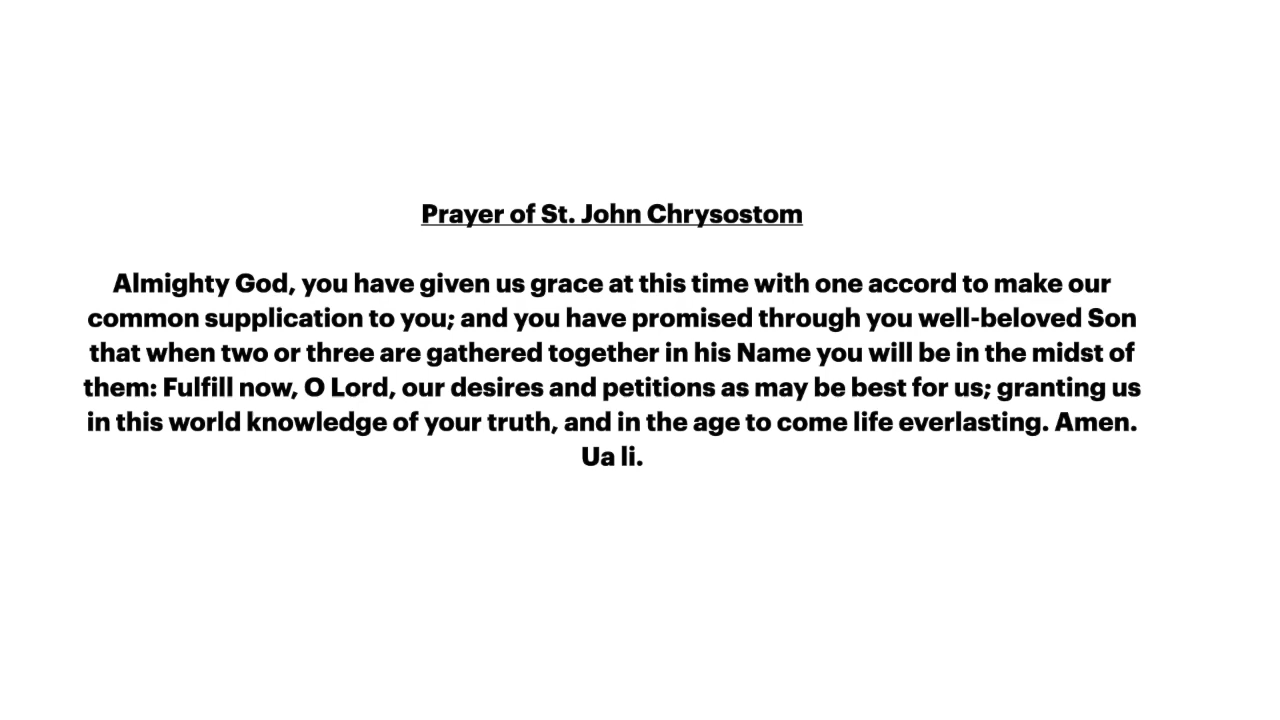 Prayer of St. John Chrysostom
Almighty God, you have given us grace at this time with one accord to make our
common supplication to you; and you have promised through you well-beloved Son
that when two or three are gathered together in his Name you will be in the midst of
them: Fulfill now, O Lord, our desires and petitions as may be best for us; granting us
in this world knowledge of your truth, and in the age to come life everlasting. Amen.
Ua li.